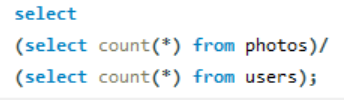 select
(select count(*) from photos)/
(select count(*) from users);